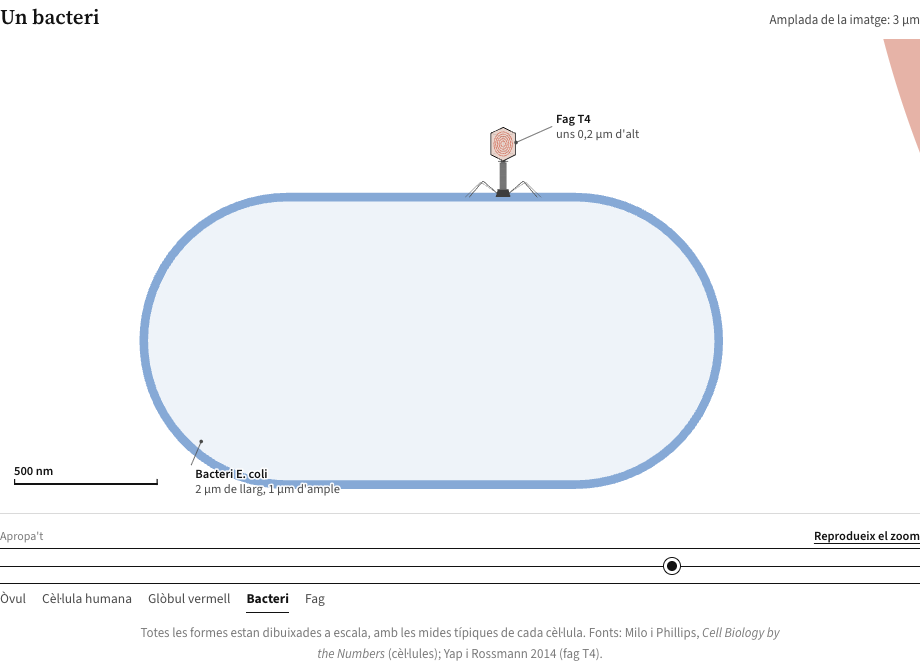 Un bacteri
Amplada de la imatge: 3 µm
Fag T4
uns 0,2 µm d'alt
500 nm
Bacteri E. coli
2 µm de llarg, 1 µm d'ample
Apropa't
Reprodueix el zoom
Òvul Cèl·lula humana Glòbul vermell Bacteri Fag
Totes les formes estan dibuixades a escala, amb les mides típiques de cada cèl·lula. Fonts: Milo i Phillips, Cell Biology by
the Numbers (cèl·lules); Yap i Rossmann 2014 (fag T4).